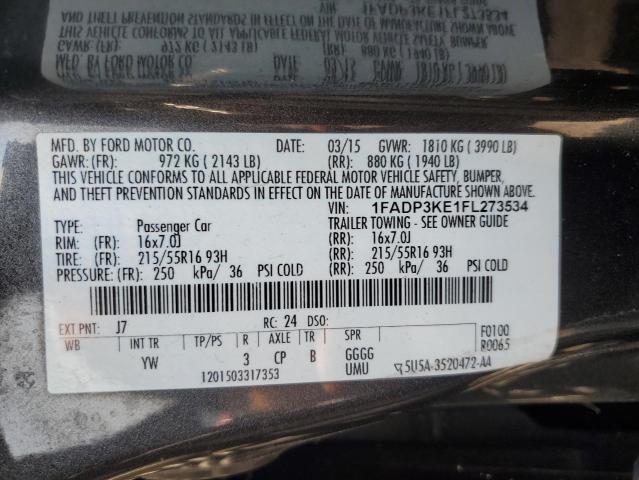 MFD. BY FORD MOTOR CO. DATE: 03/15 GVWR: 1810 KG ( 3990 LB)
GAWR: (FR): 972 KG ( 2143 LB) (RR): 880 KG ( 1940 LB)
THIS VEHICLE CONFORMS TO ALL APPLICABLE FEDERAL MOTOR VEHICLE SAFETY, BUMPER,
AND THEFT PREVENTION STANDARDS IN EFFECT ON THE DATE OF MANUFACTURE SHOWN ABOVE.
VIN: 1FADP3KE1FL273534
TYPE: Passenger Car TRAILER TOWING - SEE OWNER GUIDE
RIM: (FR): 16x7.0J (RR): 16x7.0J
TIRE: (FR): 215/55R16 93H (RR): 215/55R16 93H
PRESSURE: (FR): 250 kPa/ 36 PSI COLD (RR): 250 kPa/ 36 PSI COLD
EXT PNT: J7 RC: 24 DSO: F0100
WB INT TR TP/PS R AXLE TR SPR R0065
YW 3 CP B GGGG
1201503317353 UMU 5U5A-3520472-AA